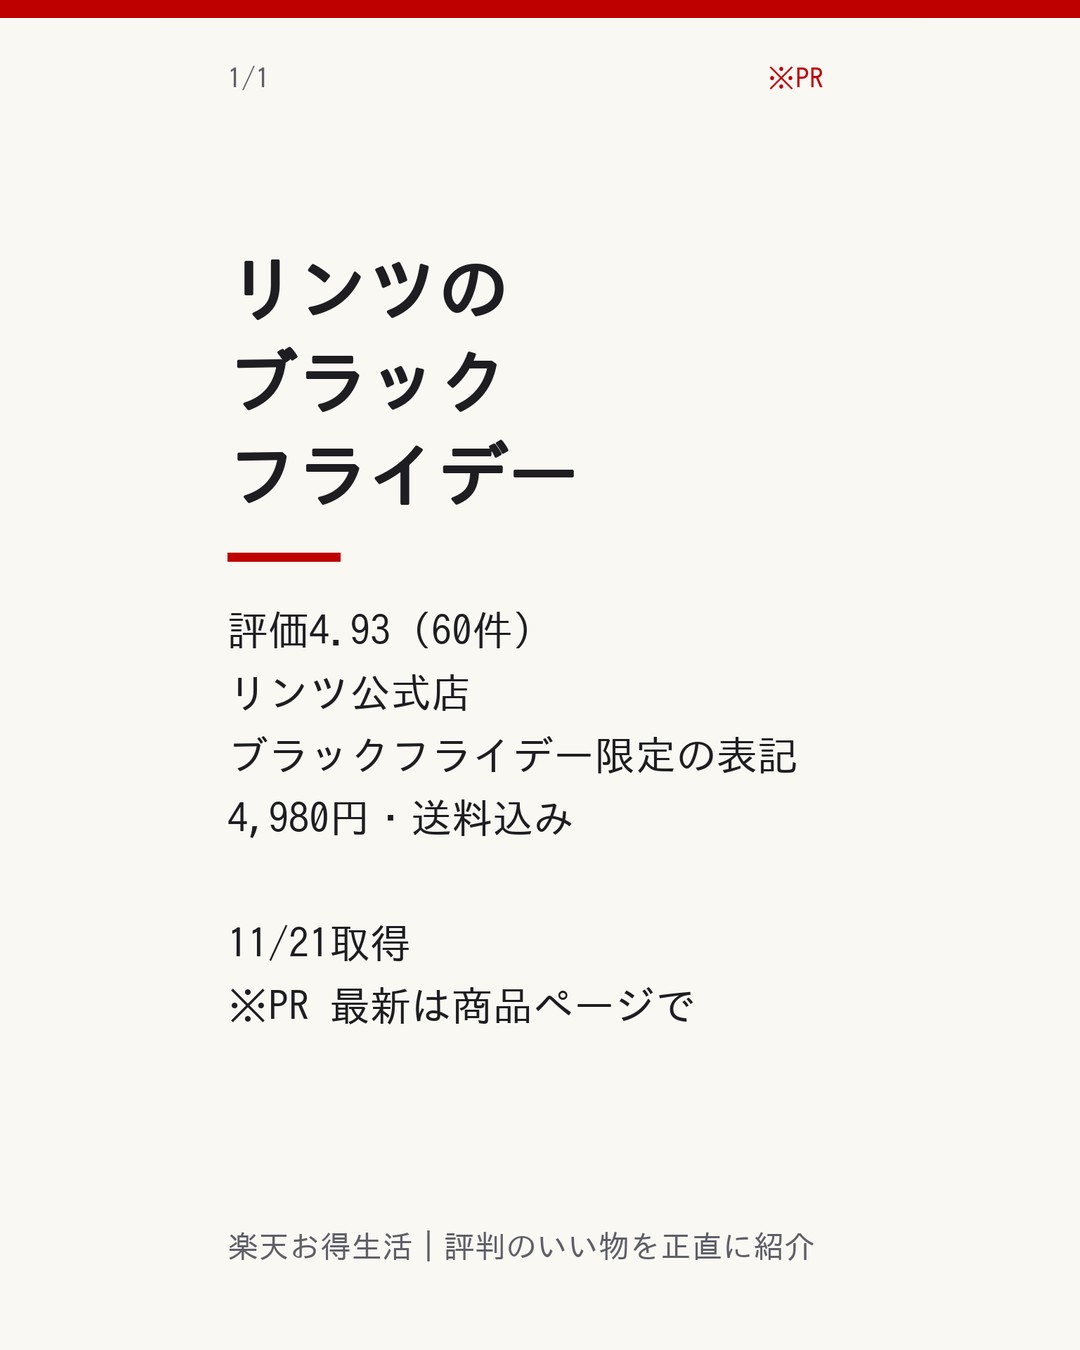 1/1
※PR
リンツの
ブラック
フライデー
評価4.93（60件）
リンツ公式店
ブラックフライデー限定の表記
4,980円・送料込み
11/21取得
※PR 最新は商品ページで
楽天お得生活｜評判のいい物を正直に紹介